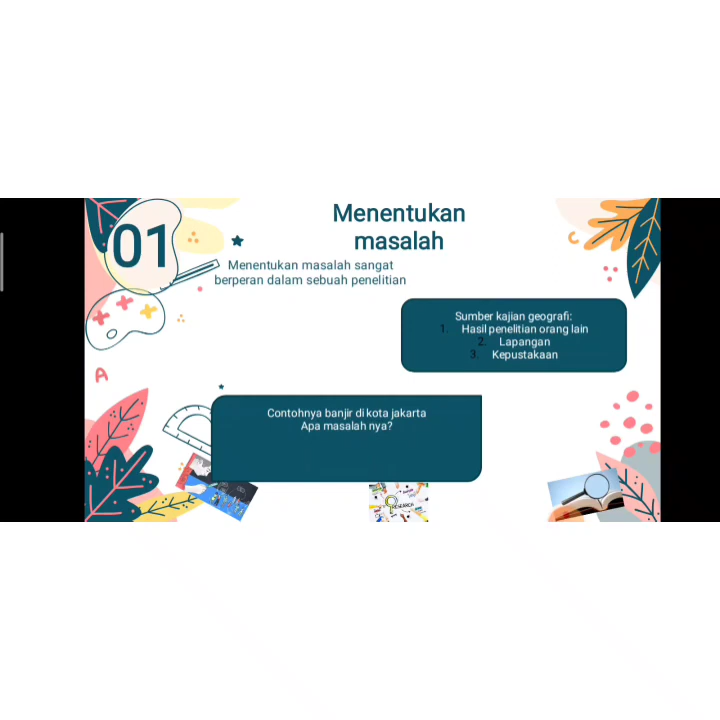 01
Menentukan
masalah
Menentukan masalah sangat
berperan dalam sebuah penelitian
Sumber kajian geografi:
1. Hasil penelitian orang lain
2. Lapangan
3. Kepustakaan
A
Contohnya banjir di kota jakarta
Apa masalah nya?
RESEARCH